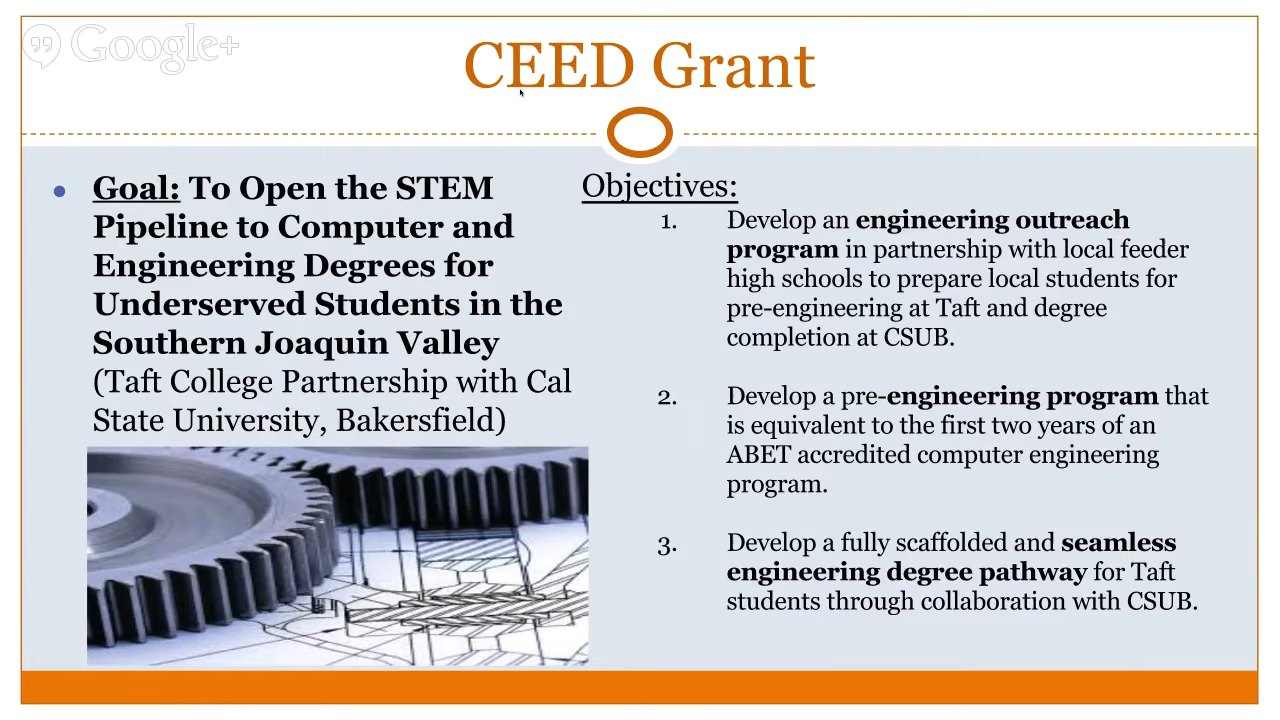 Google+
CEED Grant
• Goal: To Open the STEM
Pipeline to Computer and
Engineering Degrees for
Underserved Students in the
Southern Joaquin Valley
(Taft College Partnership with Cal
State University, Bakersfield)
Objectives:
1. Develop an engineering outreach
program in partnership with local feeder
high schools to prepare local students for
pre-engineering at Taft and degree
completion at CSUB.
2. Develop a pre-engineering program that
is equivalent to the first two years of an
ABET accredited computer engineering
program.
3. Develop a fully scaffolded and seamless
engineering degree pathway for Taft
students through collaboration with CSUB.